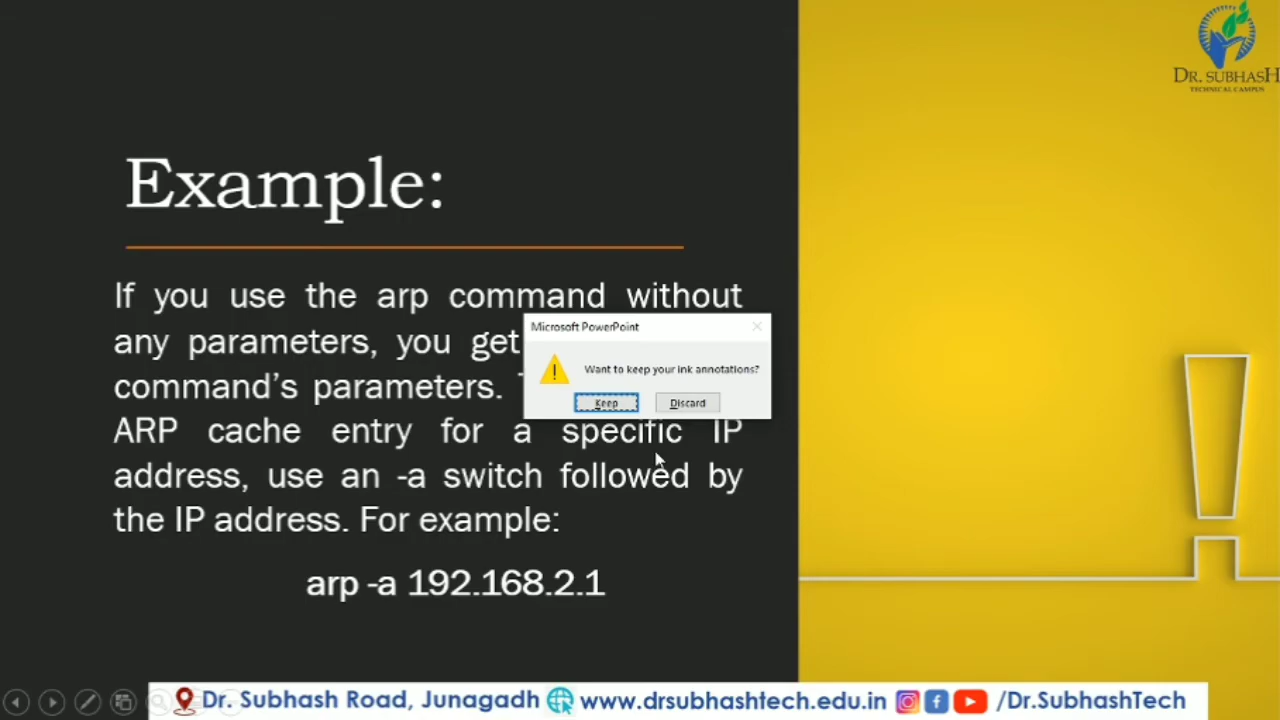 DR. SUBHASH
TECHNICAL CAMPUS
Example:
If you use the arp command without
any parameters, you get
command's parameters.
ARP cache entry for a specific IP
address, use an -a switch followed by
the IP address. For example:
arp -a 192.168.2.1
Microsoft PowerPoint
Want to keep your ink annotations?
Keep
Discard
Dr. Subhash Road, Junagadh www.drsubhashtech.edu.in /Dr.SubhashTech